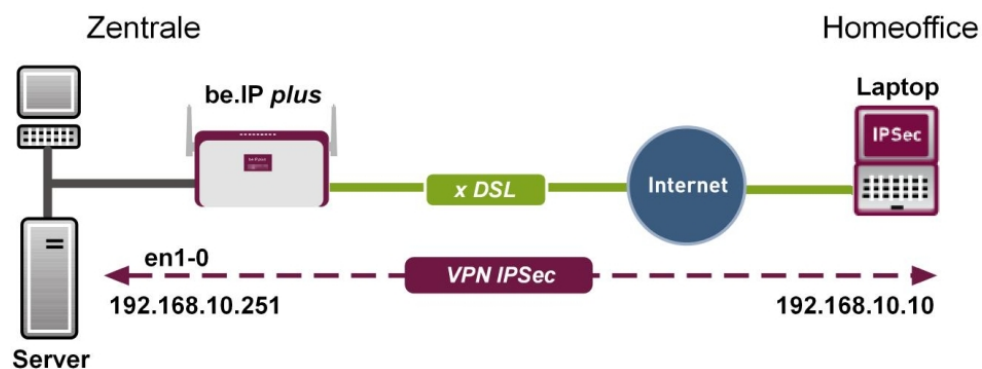 Zentrale
Homeoffice
be.IP plus
Laptop
IPSec
x DSL
Internet
en1-0
VPN IPSec
192.168.10.251
192.168.10.10
Server